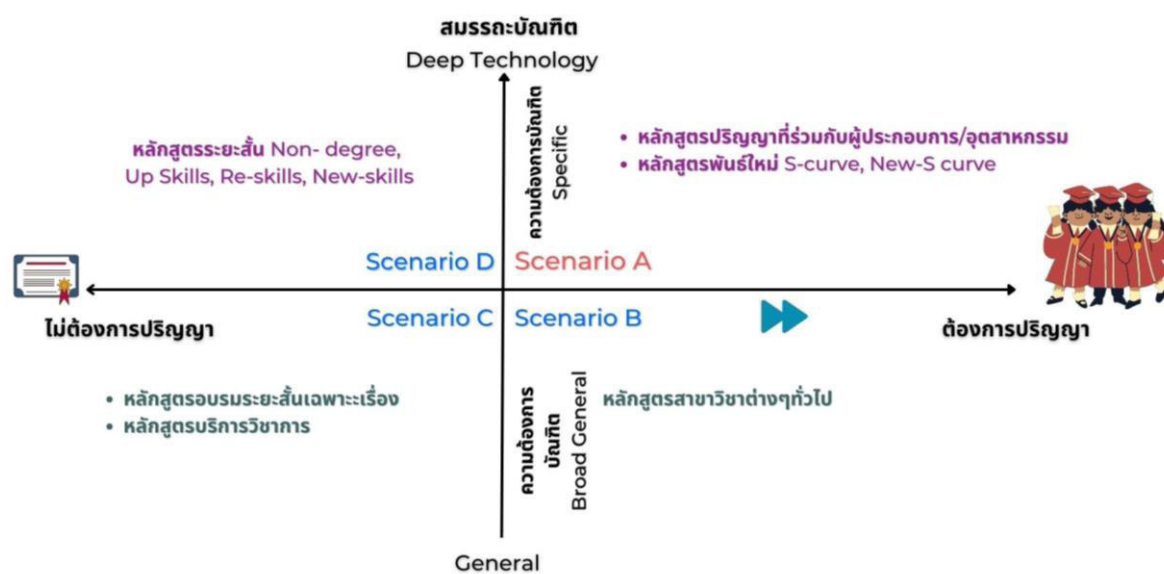 สมรรถะบัณฑิต
Deep Technology
ความต้องการบัณฑิต
Specific
หลักสูตรระยะสั้น Non- degree,
Up Skills, Re-skills, New-skills
• หลักสูตรปริญญาที่ร่วมกับผู้ประกอบการ/อุตสาหกรรม
• หลักสูตรพันธ์ใหม่ S-curve, New-S curve
Scenario D
Scenario A
ไม่ต้องการปริญญา
Scenario C
Scenario B
ต้องการปริญญา
• หลักสูตรอบรมระยะสั้นเฉพาะะเรื่อง
• หลักสูตรบริการวิชาการ
ความต้องการ
บัณฑิต
Broad General
หลักสูตรสาขาวิชาต่างๆทั่วไป
General